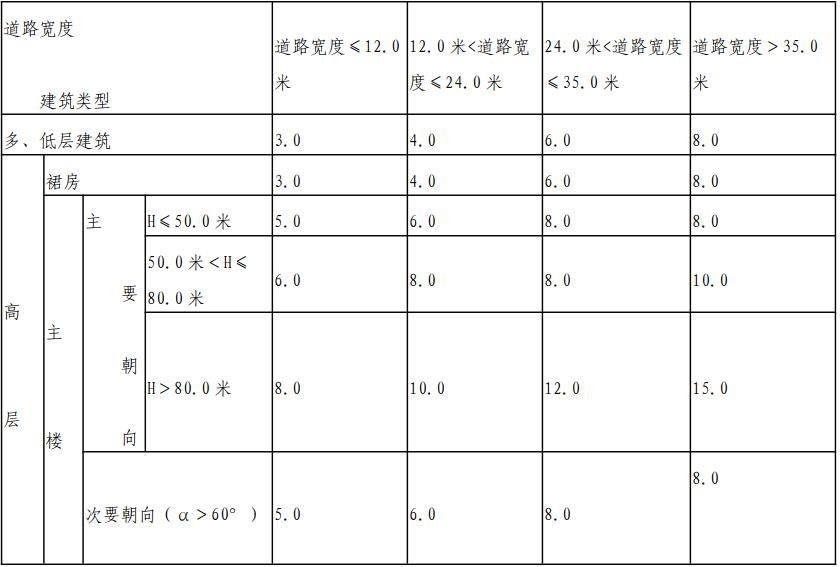 道路宽度
建筑类型
道路宽度≤12.0
米
12.0 米<道路宽
度≤24.0 米
24.0 米<道路宽度
≤35.0 米
道路宽度>35.0
米
多、低层建筑
3.0
4.0
6.0
8.0
高
层
裙房
3.0
4.0
6.0
8.0
主
楼
主
要
朝
向
H≤50.0 米
5.0
6.0
8.0
8.0
50.0 米<H≤
80.0 米
6.0
8.0
8.0
10.0
H>80.0 米
8.0
10.0
12.0
15.0
次要朝向(α>60°)
5.0
6.0
8.0
8.0